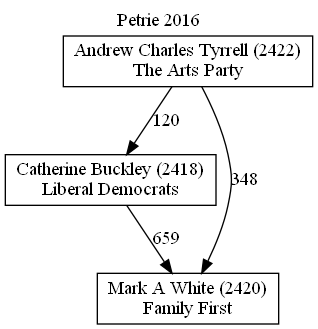 Petrie 2016
Andrew Charles Tyrrell (2422)
The Arts Party
120
Catherine Buckley (2418)
Liberal Democrats
348
659
Mark A White (2420)
Family First